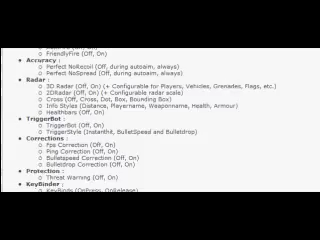 FriendlyFire (Off, On)
Accuracy :
Perfect NoRecoil (Off, during autoaim, always)
Perfect NoSpread (Off, during autoaim, always)
Radar :
3D Radar (Off, On) (+ Configurable for Players, Vehicles, Grenades, Flags, etc.)
2DRadar (Off, On) (+ Configurable radar scale)
Cross (Off, Cross, Dot, Box, Bounding Box)
Info Styles (Distance, Playername, Weaponname, Health, Armour)
Healthbars (Off, On)
TriggerBot :
TriggerBot (Off, On)
TriggerStyle (InstantHit, BulletSpeed and Bulletdrop)
Corrections :
Fps Correction (Off, On)
Ping Correction (Off, On)
Bulletspeed Correction (Off, On)
Bulletdrop Correction (Off, On)
Protection :
Threat Warning (Off, On)
KeyBinder :
KeyBinds (OnPress, OnRelease)